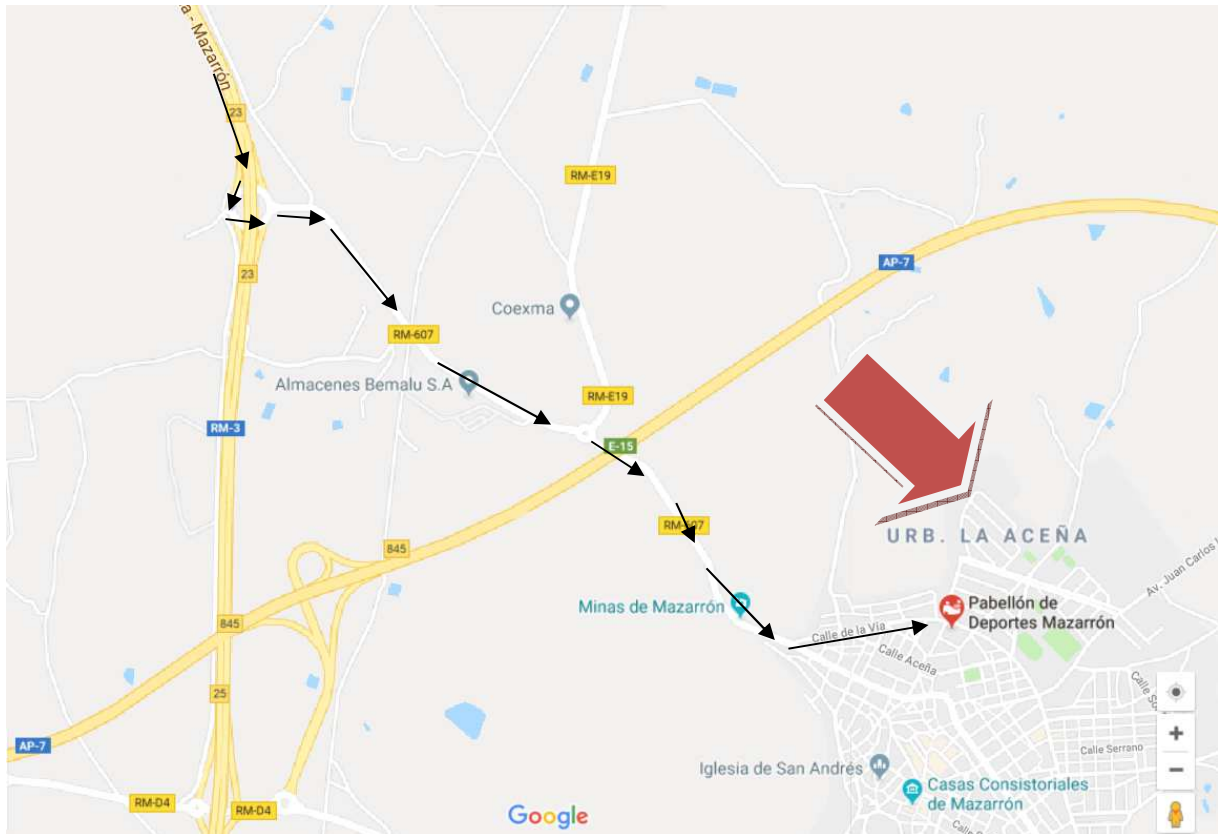 a - Mazarrón
23
RM-E19
AP-7
23
Coexma
RM-607
Almacenes Bemalu S.A
RM-E19
RM-3
E-15
RM-607
URB. LA ACEÑA
845
Av. Juan Carlos I
Minas de Mazarrón
Pabellón de
Deportes Mazarrón
Calle de la Vía
845
Calle Aceña
25
AP-7
Calle Serrano
Iglesia de San Andrés
Casas Consistoriales
de Mazarrón
RM-D4
RM-D4
Google